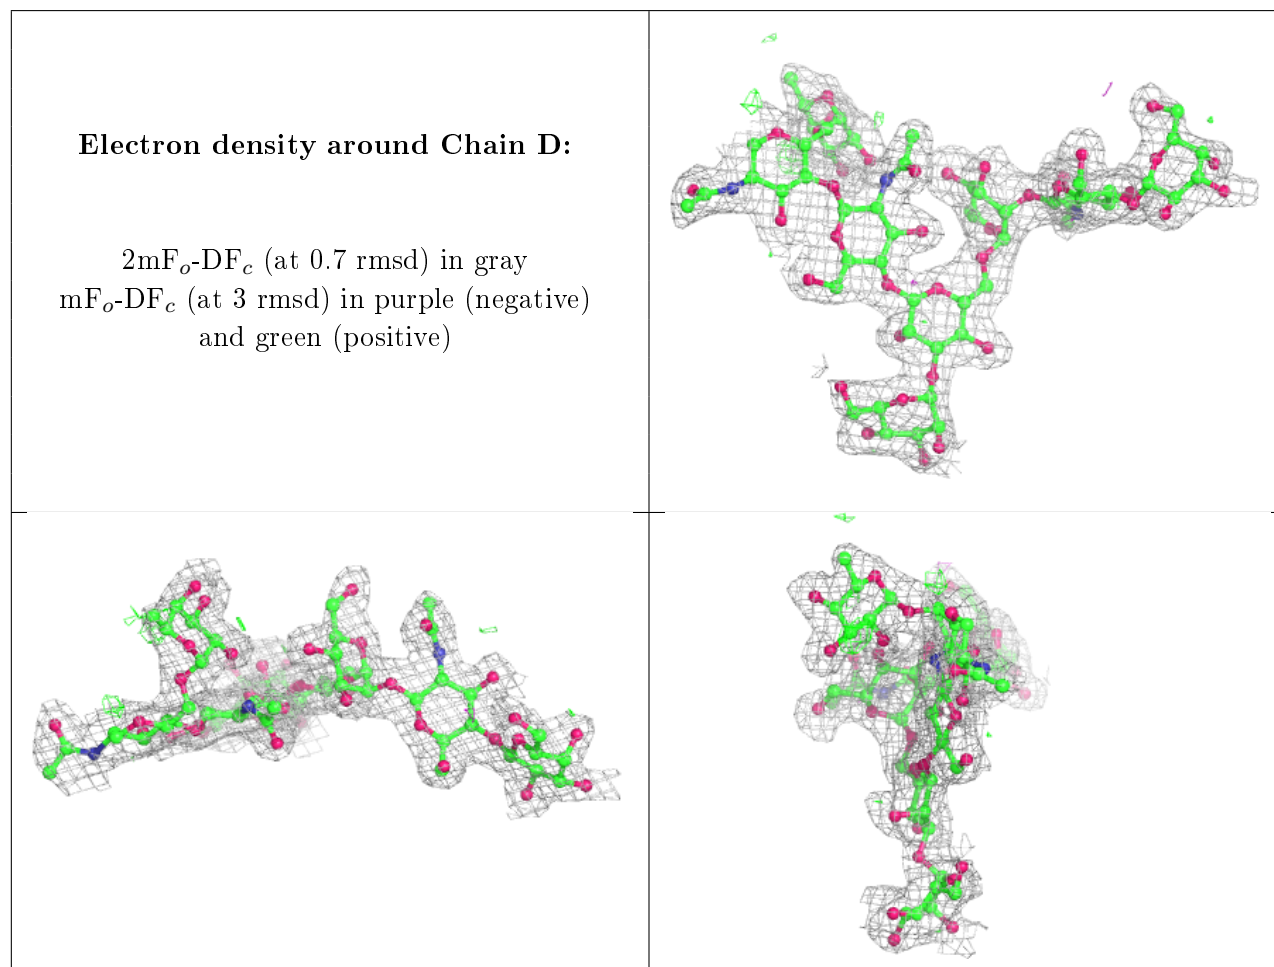 Electron density around Chain D:
2mFo-DFc (at 0.7 rmsd) in gray
mFo-DFc (at 3 rmsd) in purple (negative)
and green (positive)